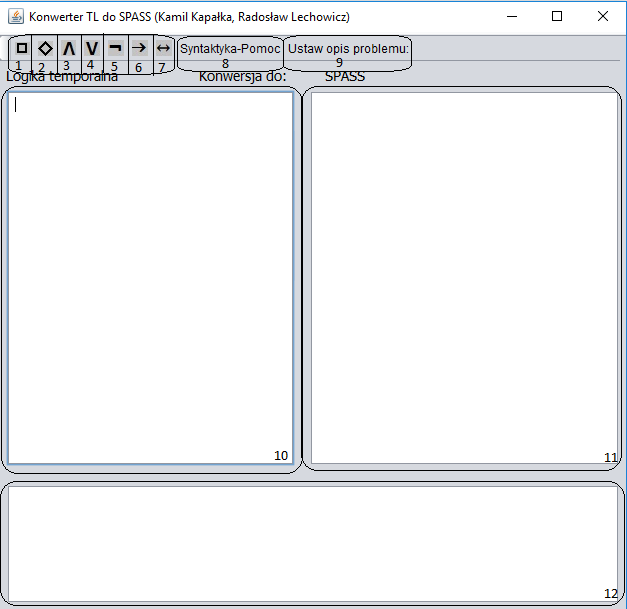 Konwerter TL do SPASS (Kamil Kapałka, Radosław Lechowicz)
□ ◇ ∧ ∨ ¬ → ↔ Syntaktyka-Pomoc Ustaw opis problemu:
1 2 3 4 5 6 7 8 9
Logika temporalna Konwersja do: SPASS
10 11
12